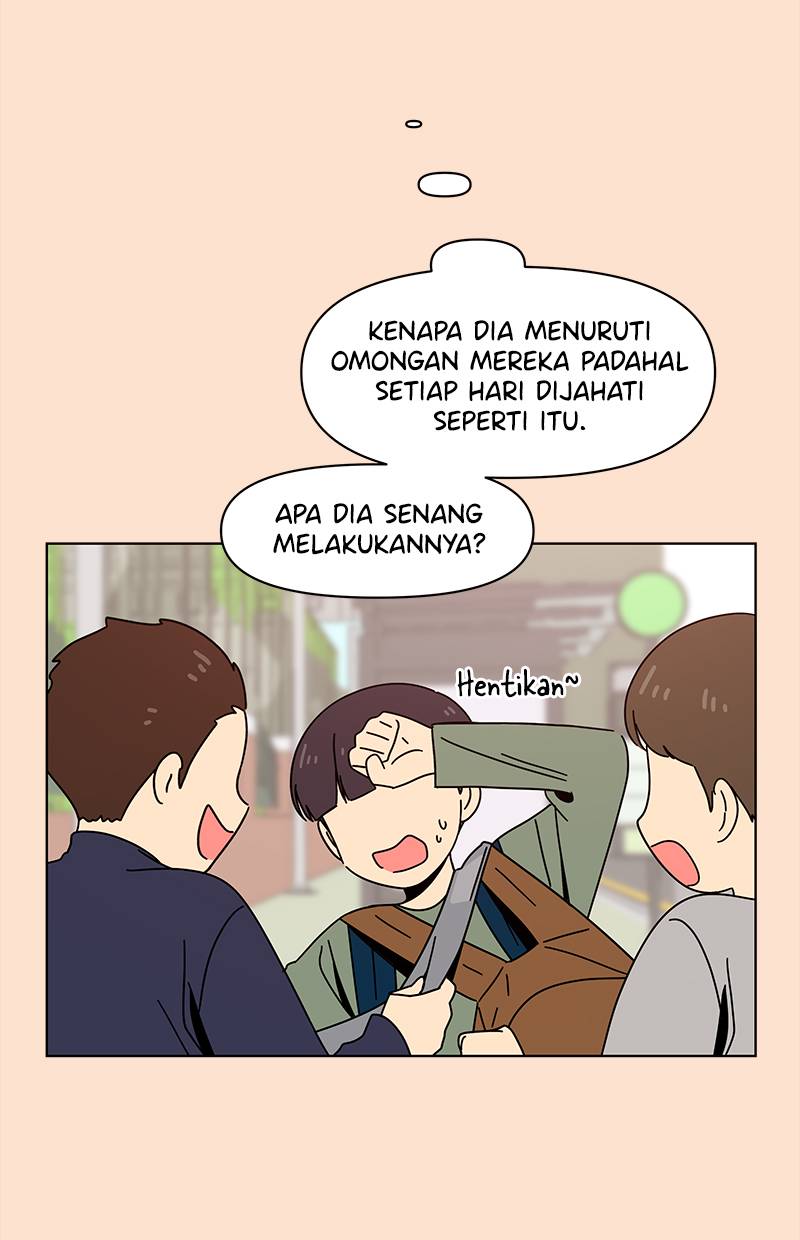 KENAPA DIA MENURUTI
OMONGAN MEREKA PADAHAL
SETIAP HARI DIJAHATI
SEPERTI ITU.
APA DIA SENANG
MELAKUKANNYA?
Hentikan~